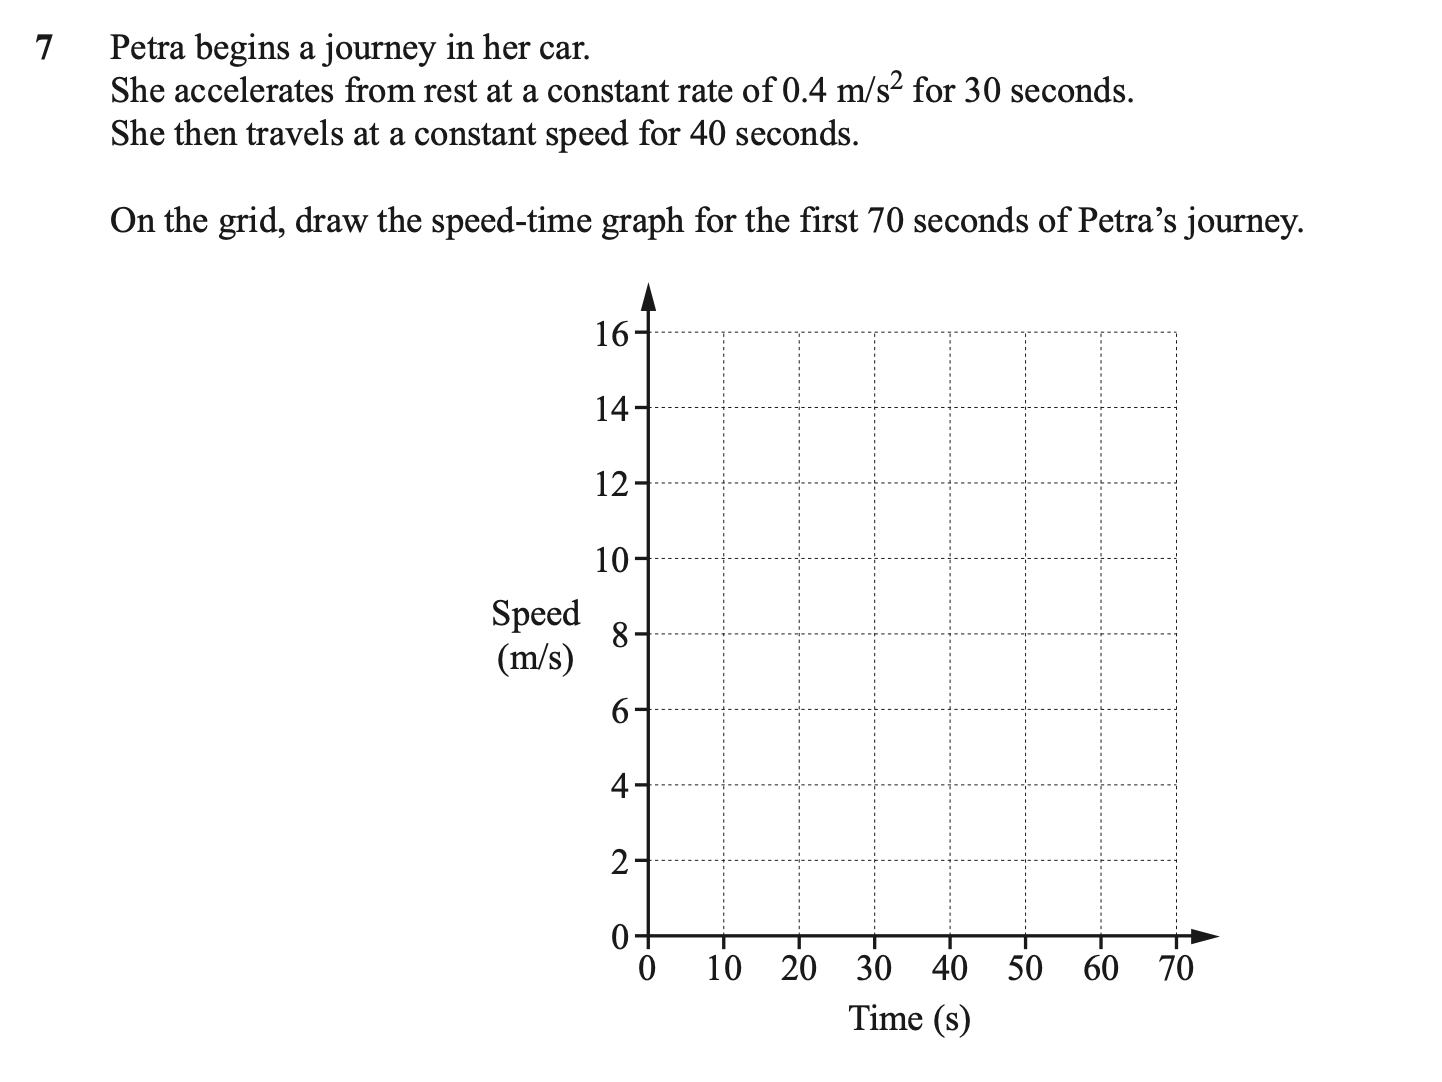 7 Petra begins a journey in her car.
She accelerates from rest at a constant rate of 0.4 m/s² for 30 seconds.
She then travels at a constant speed for 40 seconds.
On the grid, draw the speed-time graph for the first 70 seconds of Petra’s journey.
16
14
12
10
Speed
(m/s)
8
6
4
2
0
0 10 20 30 40 50 60 70
Time (s)